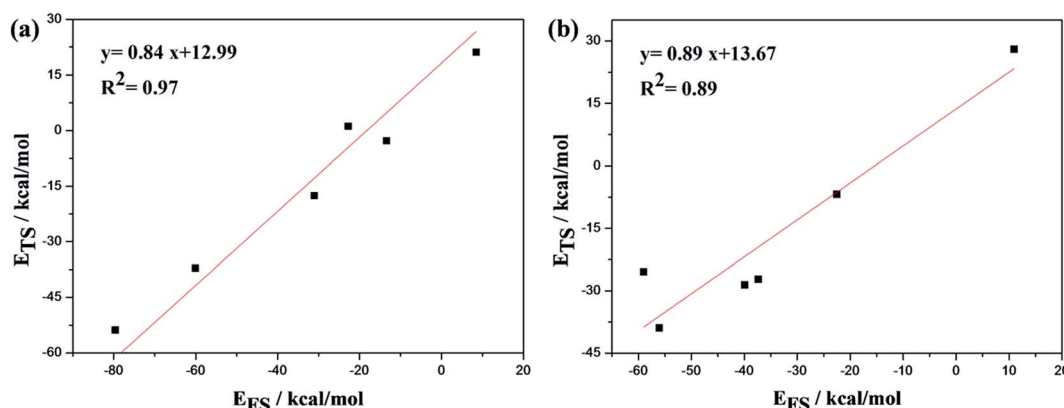 (a)
y= 0.84 x+12.99
R2= 0.97
30
15
0
-15
-30
-45
-60
ETS / kcal/mol
-80
-60
-40
-20
0
20
EFS / kcal/mol
(b)
y= 0.89 x+13.67
R2= 0.89
30
15
0
-15
-30
-45
ETS / kcal/mol
-60
-50
-40
-30
-20
-10
0
10
20
EFS / kcal/mol